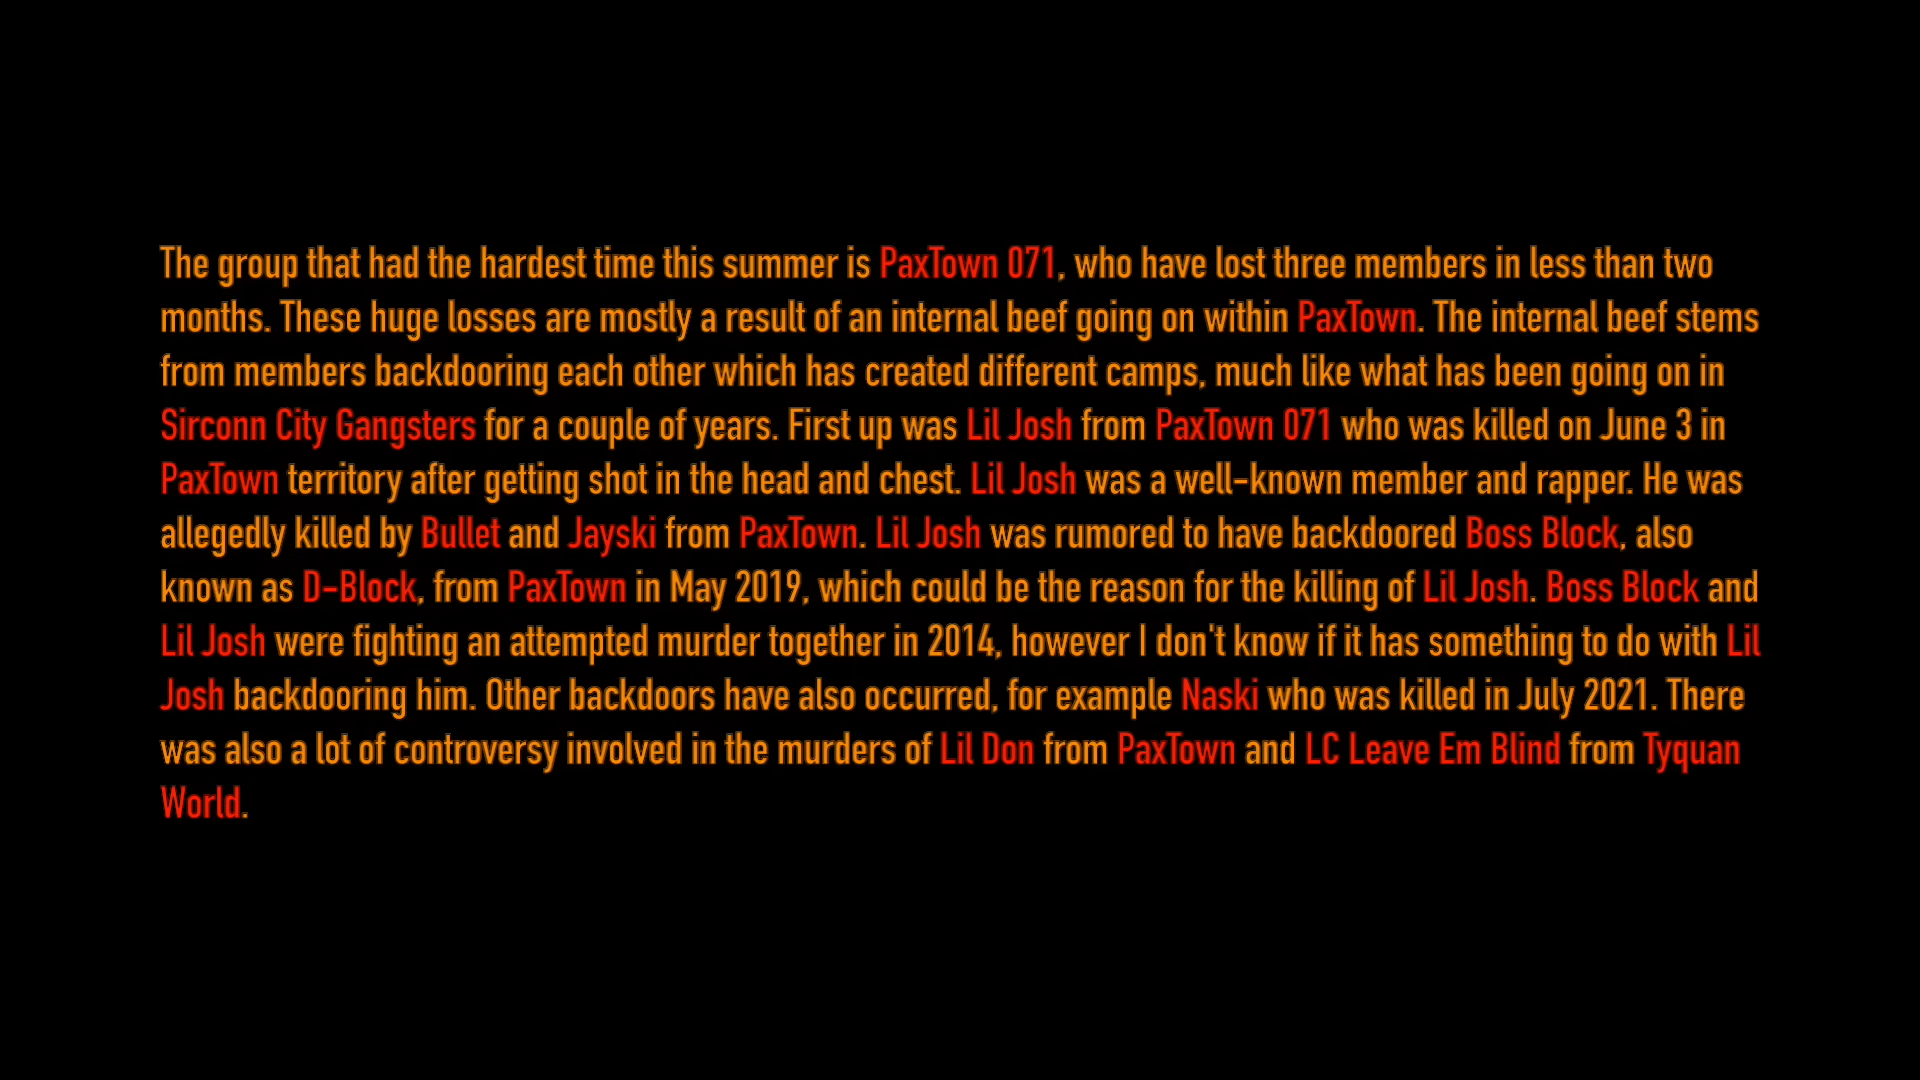 The group that had the hardest time this summer is PaxTown 071, who have lost three members in less than two
months. These huge losses are mostly a result of an internal beef going on within PaxTown. The internal beef stems
from members backdooring each other which has created different camps, much like what has been going on in
Sirconn City Gangsters for a couple of years. First up was Lil Josh from PaxTown 071 who was killed on June 3 in
PaxTown territory after getting shot in the head and chest. Lil Josh was a well-known member and rapper. He was
allegedly killed by Bullet and Jayski from PaxTown. Lil Josh was rumored to have backdoored Boss Block, also
known as D-Block, from PaxTown in May 2019, which could be the reason for the killing of Lil Josh. Boss Block and
Lil Josh were fighting an attempted murder together in 2014, however I don't know if it has something to do with Lil
Josh backdooring him. Other backdoors have also occurred, for example Naski who was killed in July 2021. There
was also a lot of controversy involved in the murders of Lil Don from PaxTown and LC Leave Em Blind from Tyquan
World.